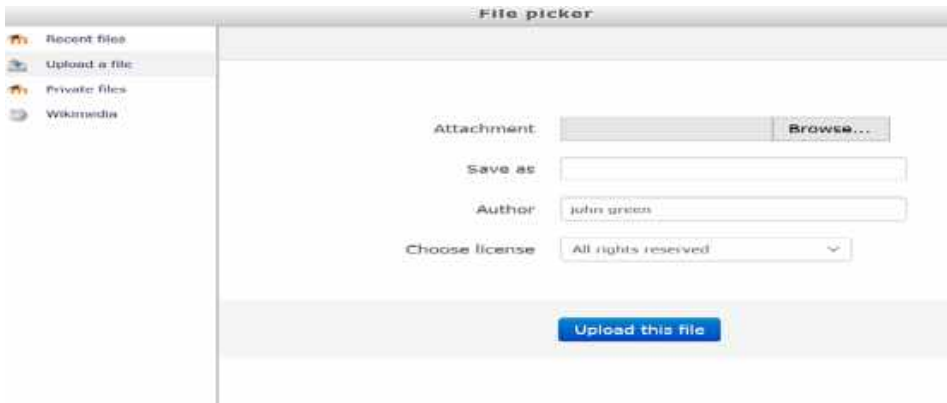 File picker
Recent files
Upload a file
Private files
Wikimedia
Attachment Browse...
Save as
Author john green
Choose license All rights reserved
Upload this file